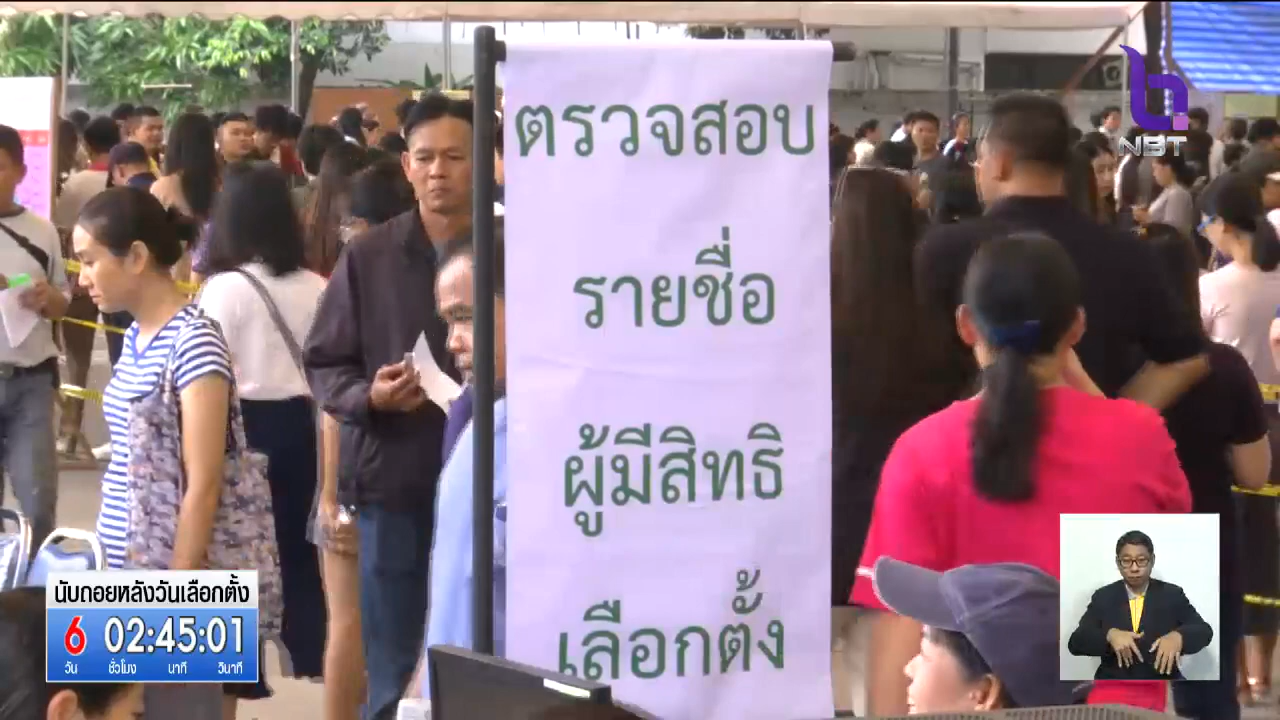 ตรวจสอบ
รายชื่อ
ผู้มีสิทธิ
เลือกตั้ง
NBT
นับถอยหลังวันเลือกตั้ง
6 02:45:01
วัน ชั่วโมง นาที วินาที